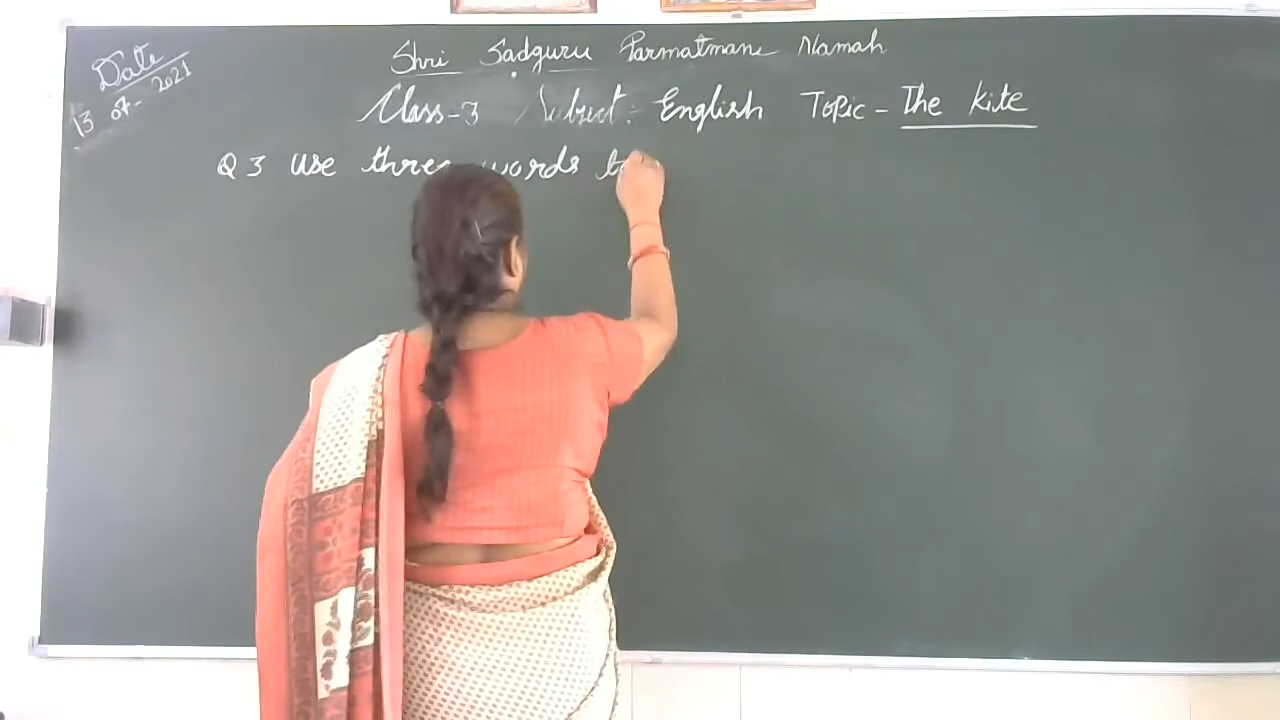 Date
13 07- 2021
Shri Sadguru Parmatmane Namah
Class-3 Subject: English Topic - The Kite
Q 3 Use three words